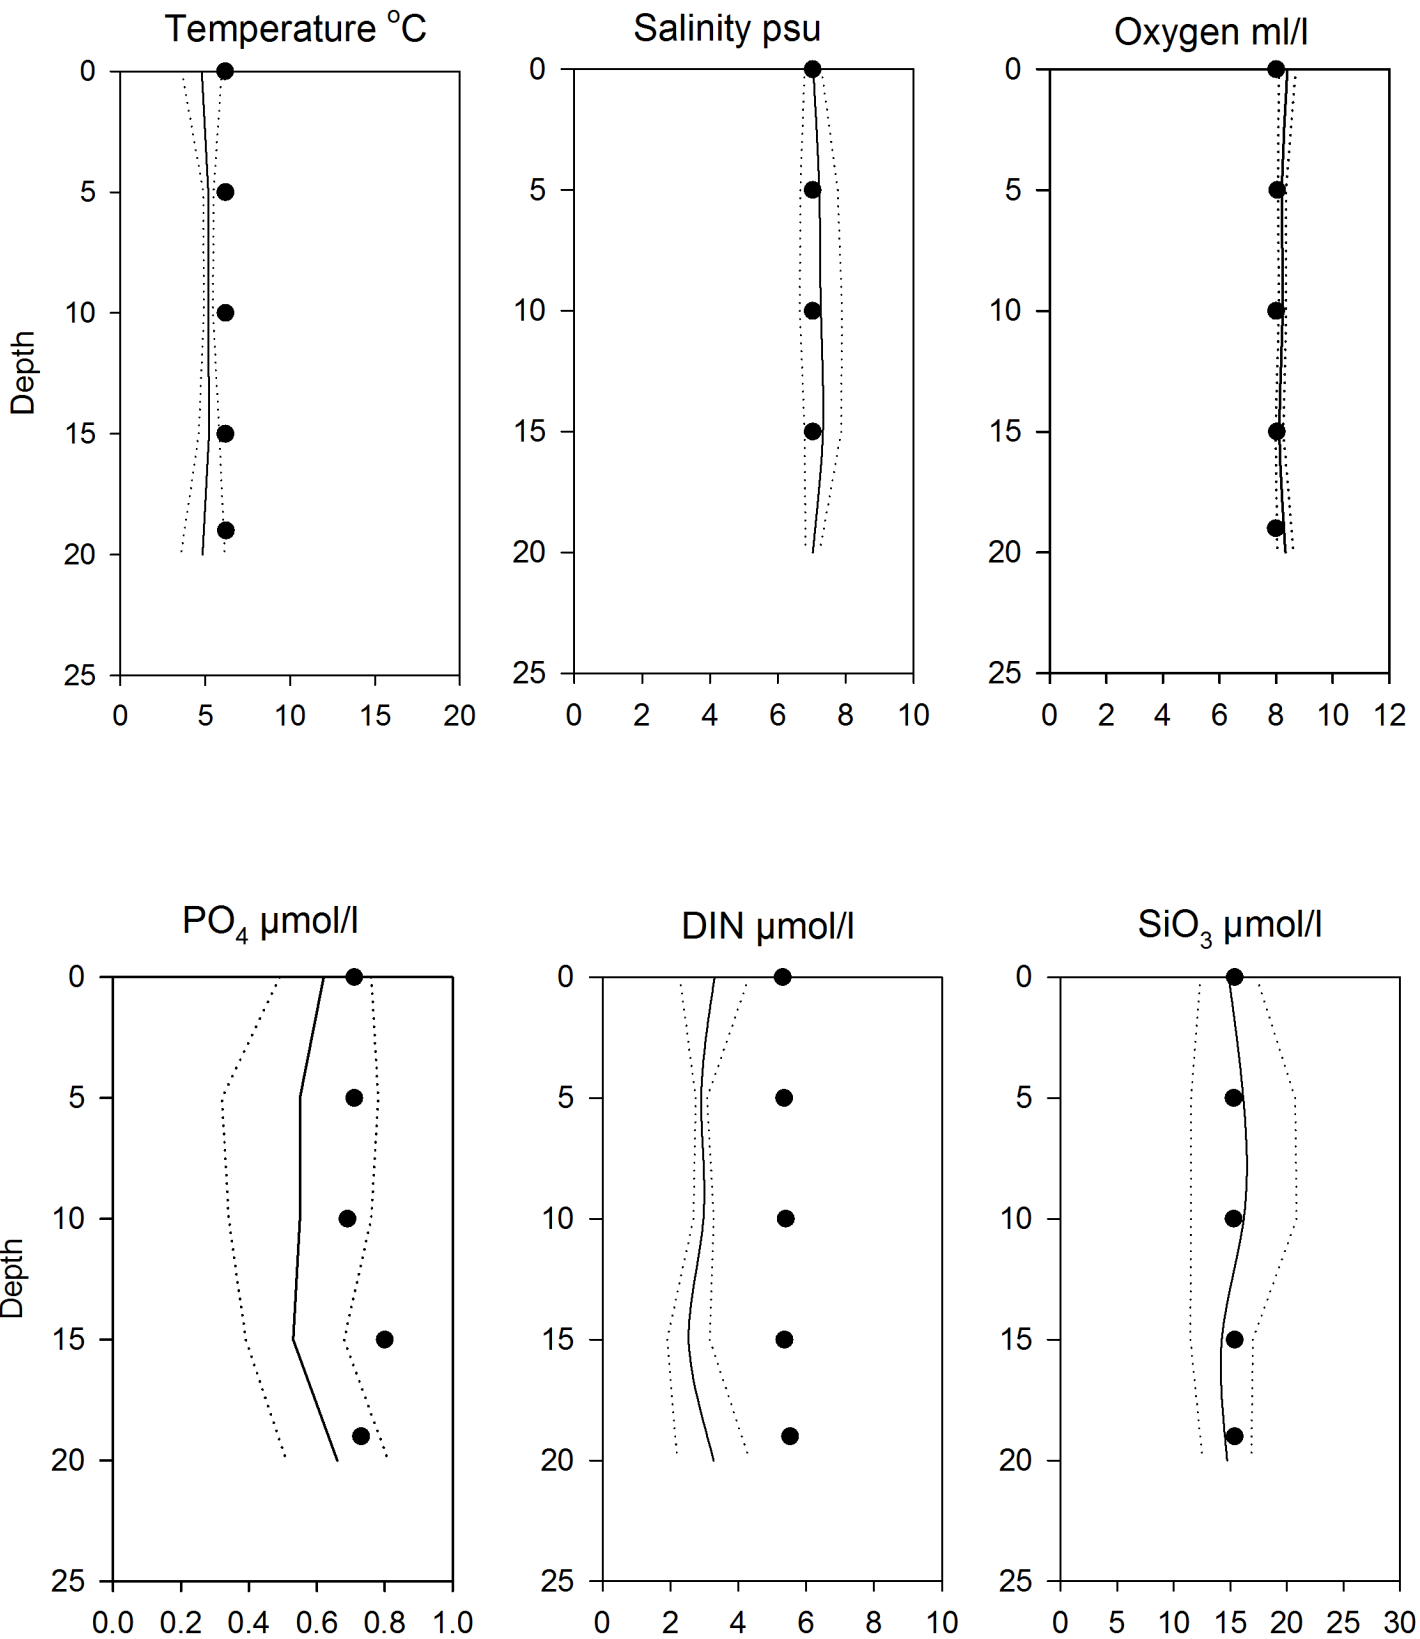 Temperature °C
Salinity psu
Oxygen ml/l
0
5
10
15
20
25
Depth
0 5 10 15 20
0
5
10
15
20
25
0 2 4 6 8 10
0
5
10
15
20
25
0 2 4 6 8 10 12
PO₄ µmol/l
DIN µmol/l
SiO₃ µmol/l
0
5
10
15
20
25
Depth
0.0 0.2 0.4 0.6 0.8 1.0
0
5
10
15
20
25
0 2 4 6 8 10
0
5
10
15
20
25
0 5 10 15 20 25 30